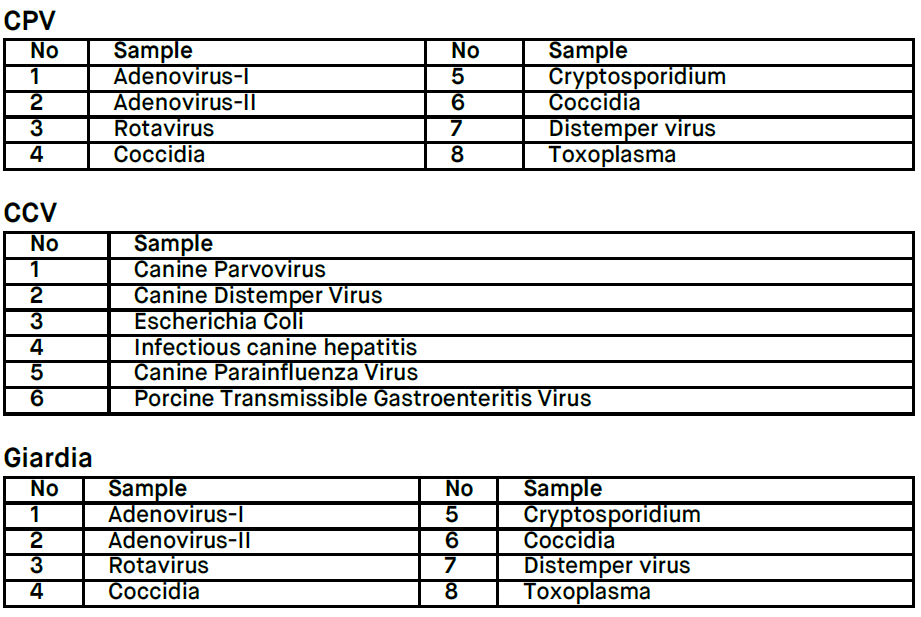 CPV
No Sample No Sample
1 Adenovirus-I 5 Cryptosporidium
2 Adenovirus-II 6 Coccidia
3 Rotavirus 7 Distemper virus
4 Coccidia 8 Toxoplasma
CCV
No Sample
1 Canine Parvovirus
2 Canine Distemper Virus
3 Escherichia Coli
4 Infectious canine hepatitis
5 Canine Parainfluenza Virus
6 Porcine Transmissible Gastroenteritis Virus
Giardia
No Sample No Sample
1 Adenovirus-I 5 Cryptosporidium
2 Adenovirus-II 6 Coccidia
3 Rotavirus 7 Distemper virus
4 Coccidia 8 Toxoplasma